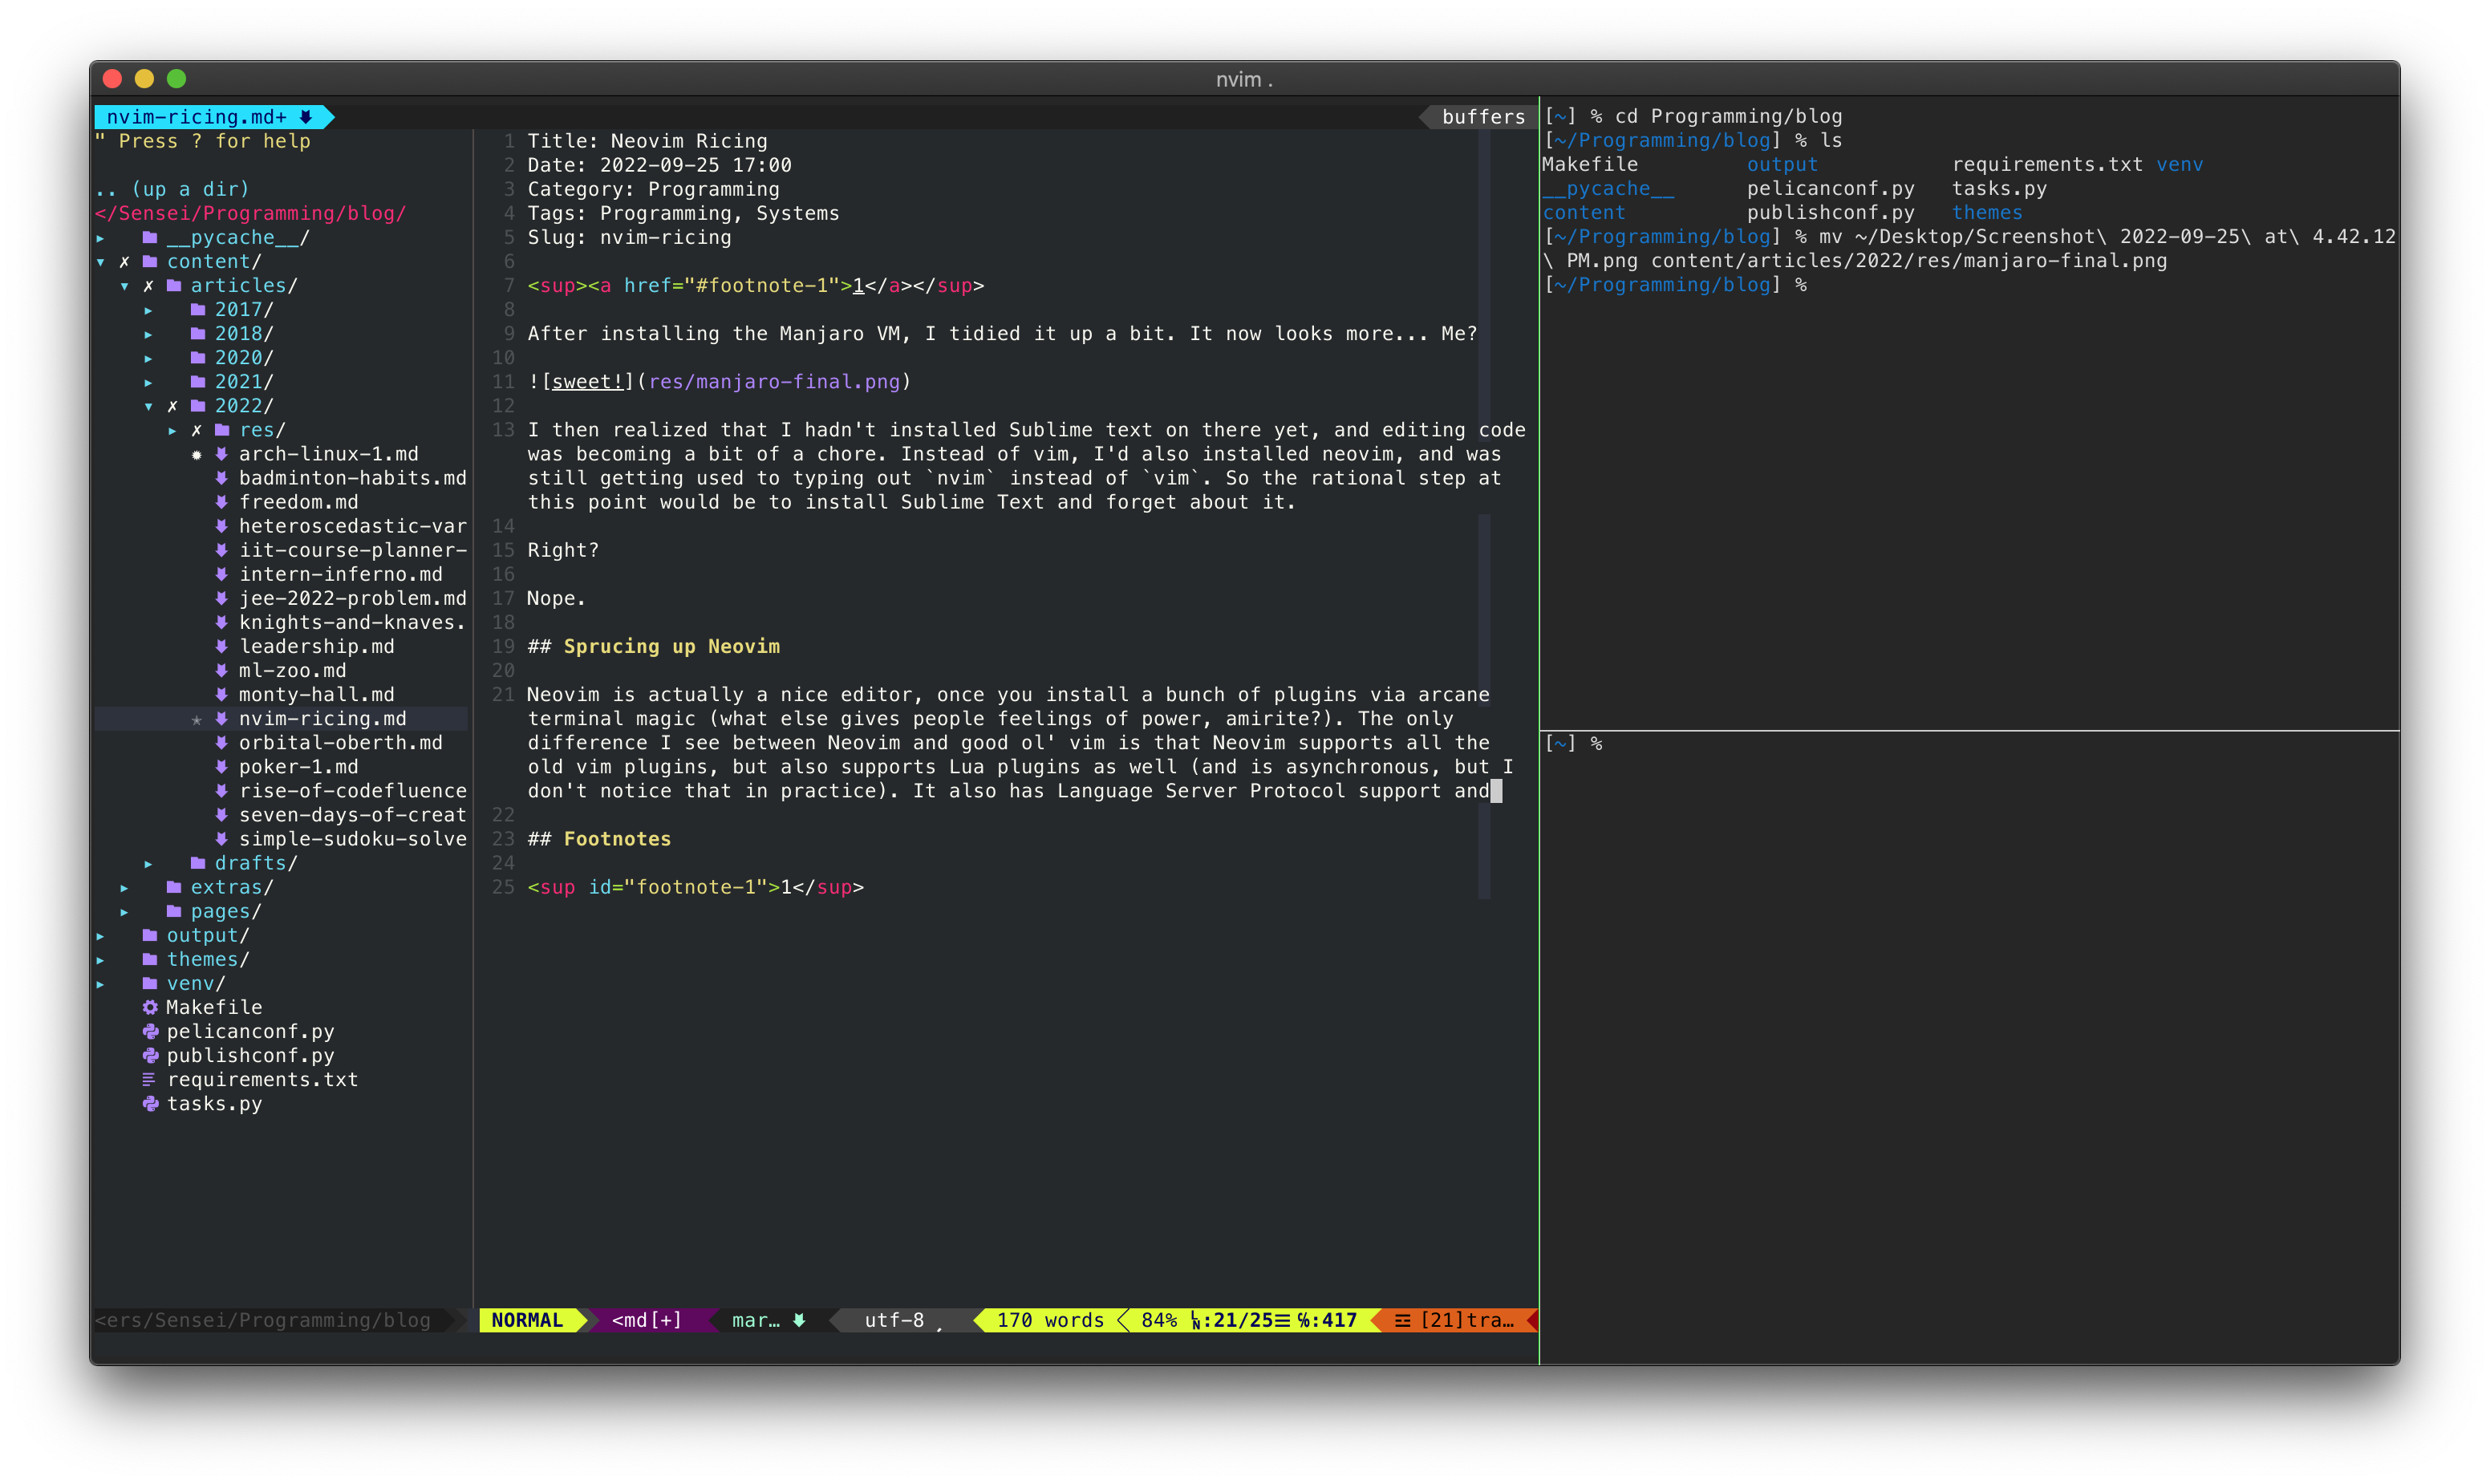 nvim .
nvim-ricing.md+
buffers
" Press ? for help
.. (up a dir)
</Sensei/Programming/blog/
▸ __pycache__/
▾ ✗ content/
▾ ✗ articles/
▸ 2017/
▸ 2018/
▸ 2020/
▸ 2021/
▾ ✗ 2022/
▸ ✗ res/
✹ arch-linux-1.md
badminton-habits.md
freedom.md
heteroscedastic-var
iit-course-planner-
intern-inferno.md
jee-2022-problem.md
knights-and-knaves.
leadership.md
ml-zoo.md
monty-hall.md
★ nvim-ricing.md
orbital-oberth.md
poker-1.md
rise-of-codefluence
seven-days-of-creat
simple-sudoku-solve
▸ drafts/
▸ extras/
▸ pages/
▸ output/
▸ themes/
▸ venv/
Makefile
pelicanconf.py
publishconf.py
requirements.txt
tasks.py
1 Title: Neovim Ricing
2 Date: 2022-09-25 17:00
3 Category: Programming
4 Tags: Programming, Systems
5 Slug: nvim-ricing
6
7 <sup><a href="#footnote-1">1</a></sup>
8
9 After installing the Manjaro VM, I tidied it up a bit. It now looks more... Me?
10
11 ![sweet!](res/manjaro-final.png)
12
13 I then realized that I hadn't installed Sublime text on there yet, and editing code
was becoming a bit of a chore. Instead of vim, I'd also installed neovim, and was
still getting used to typing out `nvim` instead of `vim`. So the rational step at
this point would be to install Sublime Text and forget about it.
14
15 Right?
16
17 Nope.
18
19 ## Sprucing up Neovim
20
21 Neovim is actually a nice editor, once you install a bunch of plugins via arcane
terminal magic (what else gives people feelings of power, amirite?). The only
difference I see between Neovim and good ol' vim is that Neovim supports all the
old vim plugins, but also supports Lua plugins as well (and is asynchronous, but I
don't notice that in practice). It also has Language Server Protocol support and
22
23 ## Footnotes
24
25 <sup id="footnote-1">1</sup>
<ers/Sensei/Programming/blog NORMAL <md[+] mar… utf-8 170 words 84% ㏑:21/25☰ ℅:417 ☲ [21]tra…
[~] % cd Programming/blog
[~/Programming/blog] % ls
Makefile output requirements.txt venv
__pycache__ pelicanconf.py tasks.py
content publishconf.py themes
[~/Programming/blog] % mv ~/Desktop/Screenshot\ 2022-09-25\ at\ 4.42.12
\ PM.png content/articles/2022/res/manjaro-final.png
[~/Programming/blog] %
[~] %